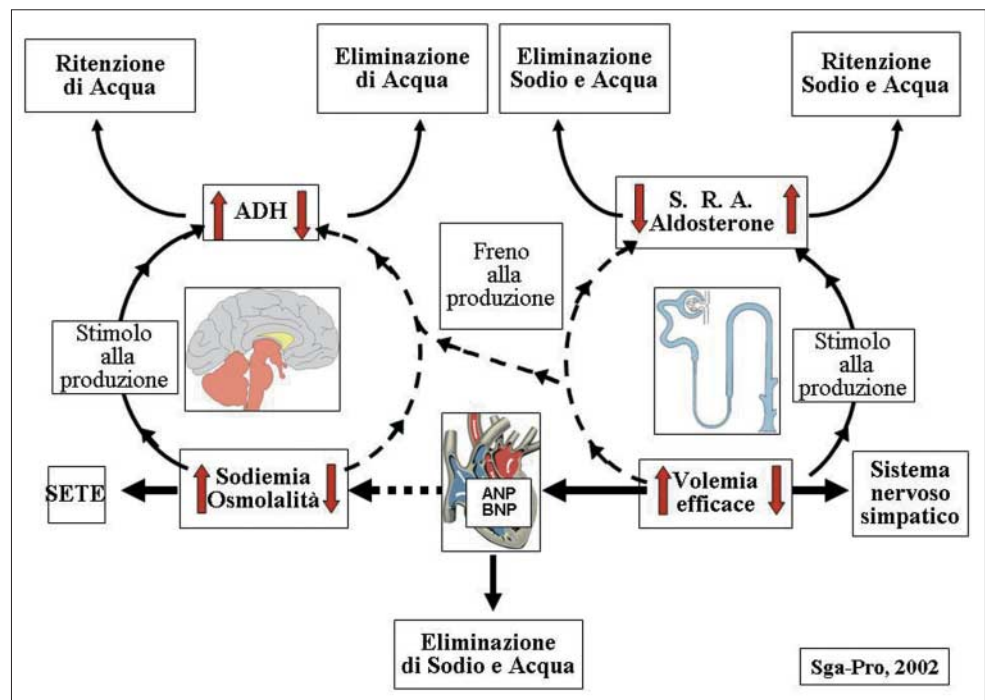 Ritenzione
di Acqua
Eliminazione
di Acqua
Eliminazione
Sodio e Acqua
Ritenzione
Sodio e Acqua
ADH
S. R. A.
Aldosterone
Freno
alla
produzione
Stimolo
alla
produzione
Stimolo
alla
produzione
SETE
Sodiemia
Osmolalità
ANP
BNP
Volemia
efficace
Sistema
nervoso
simpatico
Eliminazione
di Sodio e Acqua
Sga-Pro, 2002